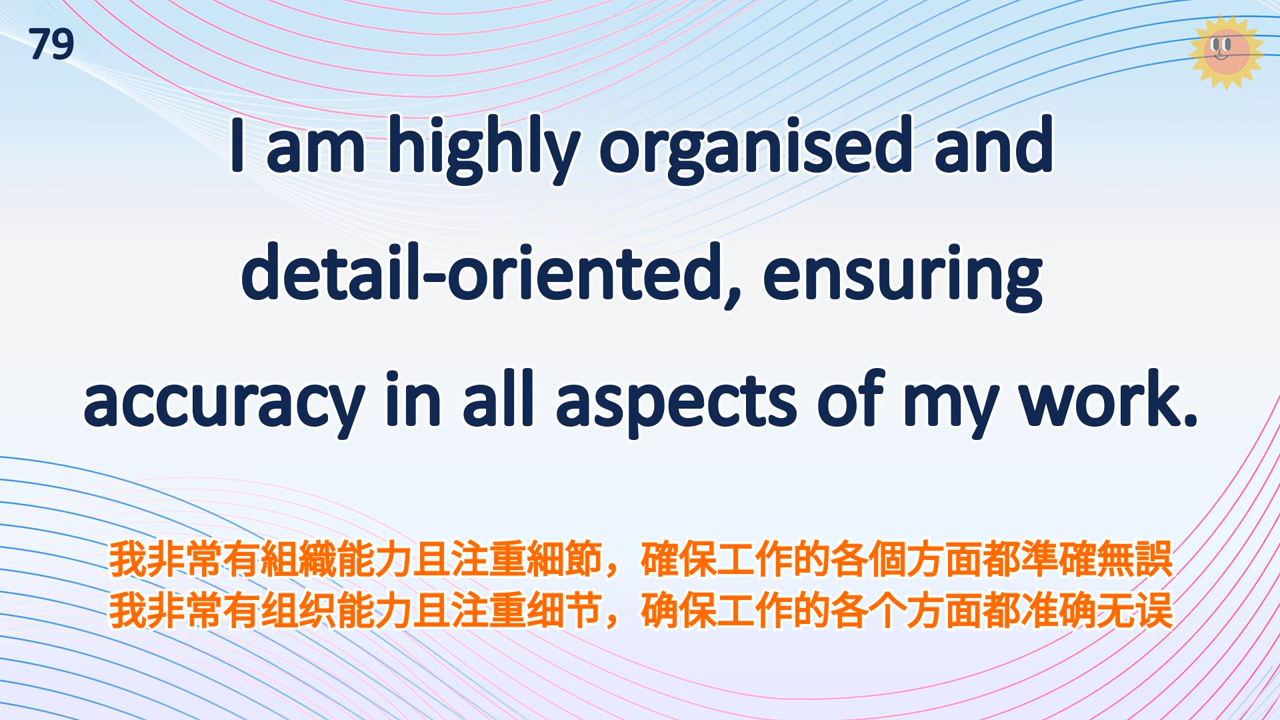 79
I am highly organised and
detail-oriented, ensuring
accuracy in all aspects of my work.
我非常有組織能力且注重細節，確保工作的各個方面都準確無誤
我非常有组织能力且注重细节，确保工作的各个方面都准确无误